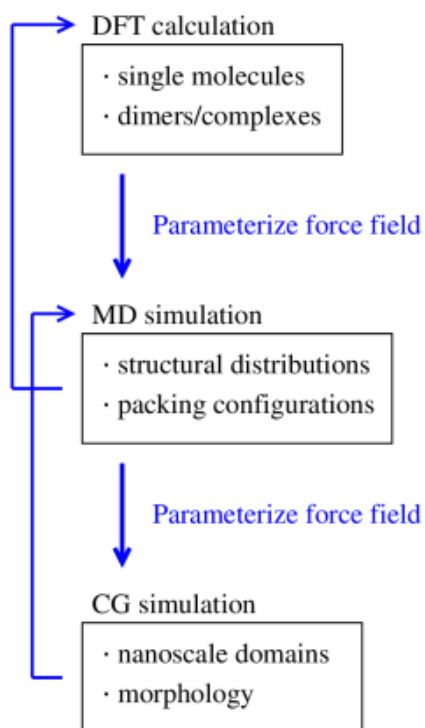 DFT calculation
· single molecules
· dimers/complexes
Parameterize force field
MD simulation
· structural distributions
· packing configurations
Parameterize force field
CG simulation
· nanoscale domains
· morphology